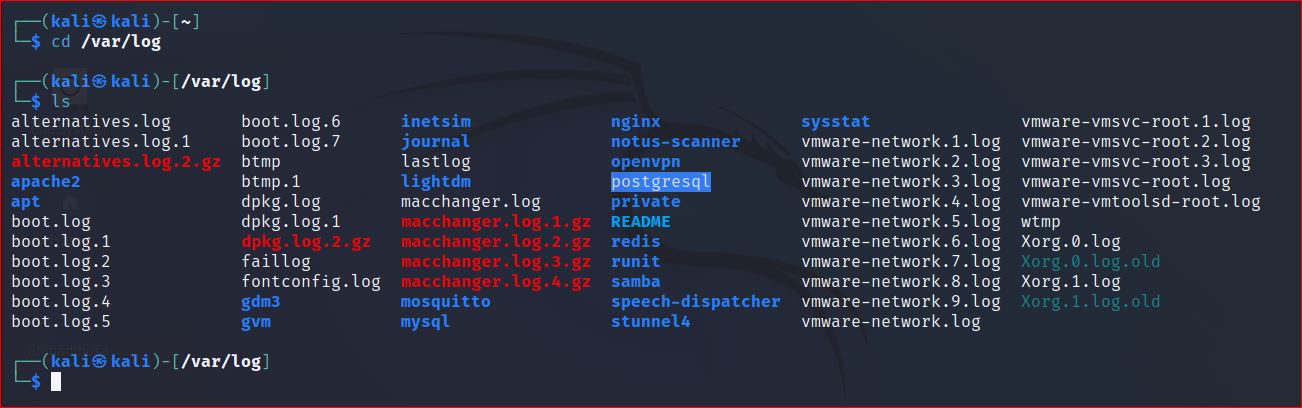 ┌──(kali㉿kali)-[~]
└─$ cd /var/log
┌──(kali㉿kali)-[/var/log]
└─$ ls
alternatives.log boot.log.6 inetsim nginx sysstat vmware-vmsvc-root.1.log
alternatives.log.1 boot.log.7 journal notus-scanner vmware-network.1.log vmware-vmsvc-root.2.log
alternatives.log.2.gz btmp lastlog openvpn vmware-network.2.log vmware-vmsvc-root.3.log
apache2 btmp.1 lightdm postgresql vmware-network.3.log vmware-vmsvc-root.log
apt dpkg.log macchanger.log private vmware-network.4.log vmware-vmtoolsd-root.log
boot.log dpkg.log.1 macchanger.log.1.gz README vmware-network.5.log wtmp
boot.log.1 dpkg.log.2.gz macchanger.log.2.gz redis vmware-network.6.log Xorg.0.log
boot.log.2 faillog macchanger.log.3.gz runit vmware-network.7.log Xorg.0.log.old
boot.log.3 fontconfig.log macchanger.log.4.gz samba vmware-network.8.log Xorg.1.log
boot.log.4 gdm3 mosquitto speech-dispatcher vmware-network.9.log Xorg.1.log.old
boot.log.5 gvm mysql stunnel4 vmware-network.log
┌──(kali㉿kali)-[/var/log]
└─$